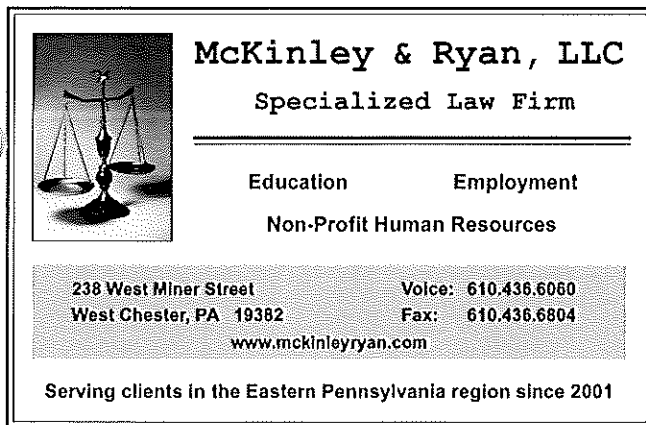 McKinley & Ryan, LLC
Specialized Law Firm
Education Employment
Non-Profit Human Resources
238 West Miner Street Voice: 610.436.6060
West Chester, PA 19382 Fax: 610.436.6804
www.mckinleyryan.com
Serving clients in the Eastern Pennsylvania region since 2001